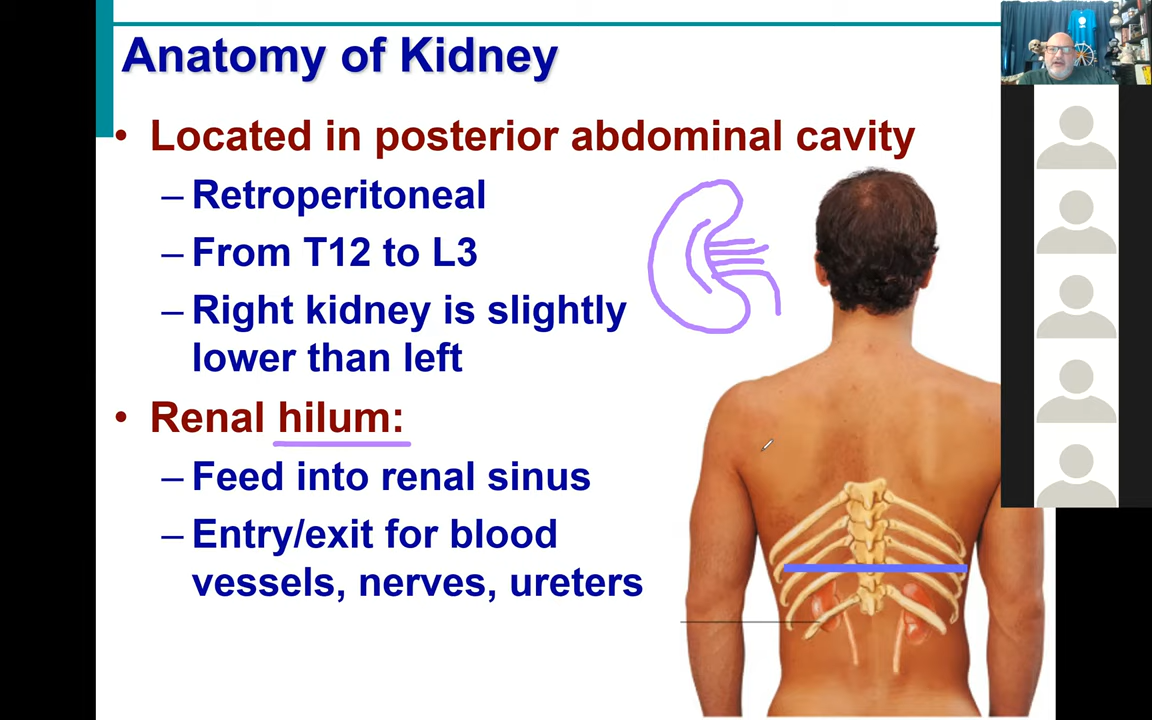 Anatomy of Kidney
• Located in posterior abdominal cavity
– Retroperitoneal
– From T12 to L3
– Right kidney is slightly
lower than left
• Renal hilum:
– Feed into renal sinus
– Entry/exit for blood
vessels, nerves, ureters